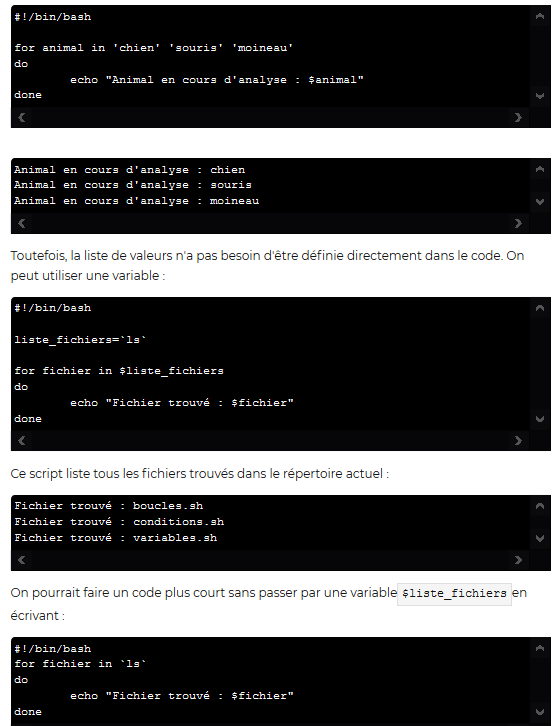 #!/bin/bash
for animal in 'chien' 'souris' 'moineau'
do
        echo "Animal en cours d'analyse : $animal"
done
Animal en cours d'analyse : chien
Animal en cours d'analyse : souris
Animal en cours d'analyse : moineau
Toutefois, la liste de valeurs n'a pas besoin d'être définie directement dans le code. On
peut utiliser une variable :
#!/bin/bash
liste_fichiers=`ls`
for fichier in $liste_fichiers
do
        echo "Fichier trouvé : $fichier"
done
Ce script liste tous les fichiers trouvés dans le répertoire actuel :
Fichier trouvé : boucles.sh
Fichier trouvé : conditions.sh
Fichier trouvé : variables.sh
On pourrait faire un code plus court sans passer par une variable $liste_fichiers en
écrivant :
#!/bin/bash
for fichier in `ls`
do
        echo "Fichier trouvé : $fichier"
done